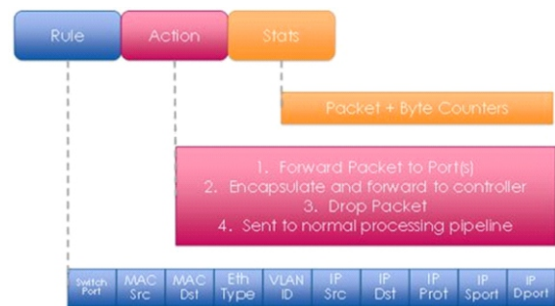 Rule Action Stats
Packet + Byte Counters
1. Forward Packet to Port(s)
2. Encapsulate and forward to controller
3. Drop Packet
4. Sent to normal processing pipeline
Switch Port
MAC Src
MAC Dst
Eth Type
VLAN ID
IP Src
IP Dst
IP Prot
IP Sport
IP Dport